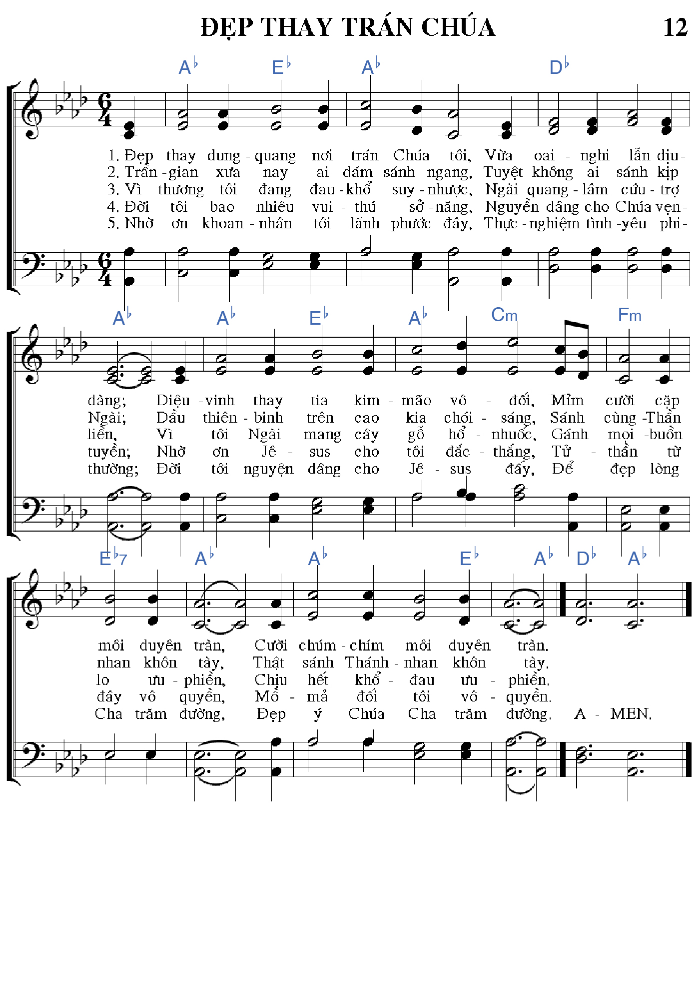 ĐẸP THAY TRÁN CHÚA 12
A♭ E♭ A♭ D♭
6 4
1. Đẹp thay dung - quang nơi trán Chúa tôi, Vừa oai - nghi lẫn dịu-
2. Trần - gian xưa nay ai dám sánh ngang, Tuyệt không ai sánh kịp
3. Vì thương tôi đang đau - khổ suy - nhược, Ngài quang - lâm cứu - trợ
4. Đời tôi bao nhiêu vui - thú sở - năng, Nguyền dâng cho Chúa vẹn-
5. Nhờ ơn khoan - nhân tôi lãnh phước đầy, Thực - nghiệm tình - yêu phi-
6 4
A♭ A♭ E♭ A♭ Cm Fm
dàng; Diệu - vinh thay tia kim - mão vô - đối, Mỉm cười cặp
Ngài; Dầu thiên - binh trên cao kia chói - sáng, Sánh cùng - Thần
liền, Vì tôi Ngài mang cây gỗ hổ - nhuốc, Gánh mọi - buồn
tuyền; Nhờ ơn Jê - sus cho tôi đắc - thắng, Tử - thần từ
thường; Đời tôi nguyện dâng cho Jê - sus đấy, Để đẹp lòng
E♭7 A♭ A♭ E♭ A♭ D♭ A♭
môi duyên tràn, Cười chúm - chím môi duyên tràn.
nhan khôn tày, Thật sánh Thánh - nhan khôn tày.
lo ưu - phiền, Chịu hết khổ - đau ưu - phiền.
đây vô quyền, Mồ - mả đối tôi vô - quyền.
Cha trăm đường, Đẹp ý Chúa Cha trăm đường. A - MEN.